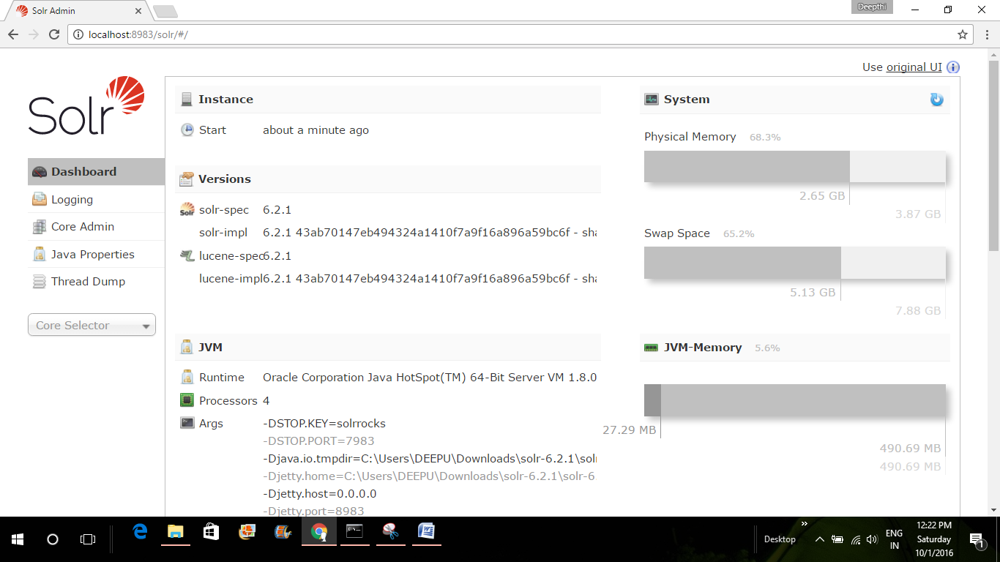 Solr Admin
Deepthi
localhost:8983/solr/#/
Use original UI
Solr
Dashboard
Logging
Core Admin
Java Properties
Thread Dump
Core Selector
Instance
Start about a minute ago
Versions
solr-spec 6.2.1
solr-impl 6.2.1 43ab70147eb494324a1410f7a9f16a896a59bc6f - sha
lucene-spec 6.2.1
lucene-impl 6.2.1 43ab70147eb494324a1410f7a9f16a896a59bc6f - sha
JVM
Runtime Oracle Corporation Java HotSpot(TM) 64-Bit Server VM 1.8.0
Processors 4
Args -DSTOP.KEY=solrrocks
-DSTOP.PORT=7983
-Djava.io.tmpdir=C:\Users\DEEPU\Downloads\solr-6.2.1\solr
-Djetty.home=C:\Users\DEEPU\Downloads\solr-6.2.1\solr-6
-Djetty.host=0.0.0.0
-Djetty.port=8983
System
Physical Memory 68.3%
2.65 GB
3.87 GB
Swap Space 65.2%
5.13 GB
7.88 GB
JVM-Memory 5.6%
27.29 MB
490.69 MB
490.69 MB
Desktop
ENG
IN
12:22 PM
Saturday
10/1/2016
1